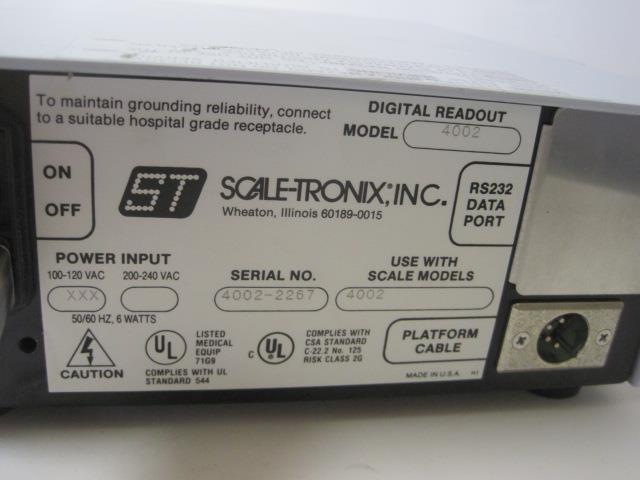 To maintain grounding reliability, connect
to a suitable hospital grade receptacle.
DIGITAL READOUT
MODEL 4002
ON
OFF
ST
SCALE-TRONIX, INC.
Wheaton, Illinois 60189-0015
RS232
DATA
PORT
POWER INPUT
100-120 VAC 200-240 VAC
XXX
50/60 HZ, 6 WATTS
SERIAL NO.
4002-2267
USE WITH
SCALE MODELS
4002
CAUTION
UL
LISTED
MEDICAL
EQUIP
71G9
COMPLIES WITH UL
STANDARD 544
C UL
COMPLIES WITH
CSA STANDARD
C-22.2 No. 125
RISK CLASS 2G
PLATFORM
CABLE
MADE IN U.S.A.